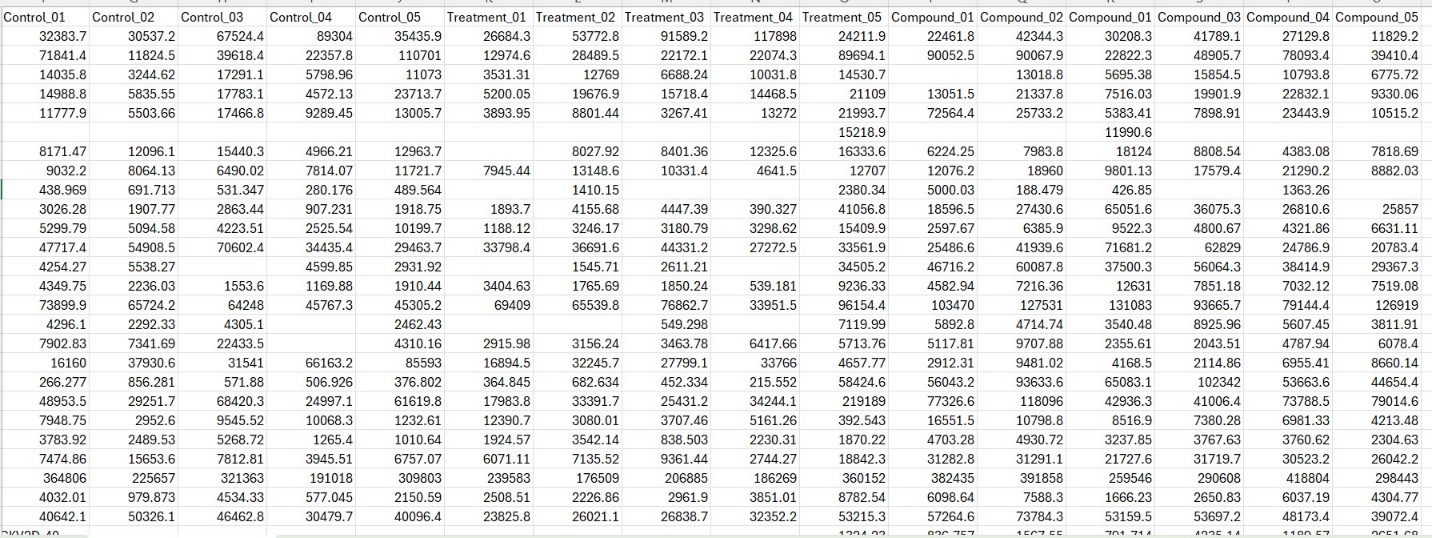 Control_01 Control_02 Control_03 Control_04 Control_05 Treatment_01 Treatment_02 Treatment_03 Treatment_04 Treatment_05 Compound_01 Compound_02 Compound_01 Compound_03 Compound_04 Compound_05
32383.7 30537.2 67524.4 89304 35435.9 26684.3 53772.8 91589.2 117898 24211.9 22461.8 42344.3 30208.3 41789.1 27129.8 11829.2
71841.4 11824.5 39618.4 22357.8 110701 12974.6 28489.5 22172.1 22074.3 89694.1 90052.5 90067.9 22822.3 48905.7 78093.4 39410.4
14035.8 3244.62 17291.1 5798.96 11073 3531.31 12769 6688.24 10031.8 14530.7 13018.8 5695.38 15854.5 10793.8 6775.72
14988.8 5835.55 17783.1 4572.13 23713.7 5200.05 19676.9 15718.4 14468.5 21109 13051.5 21337.8 7516.03 19901.9 22832.1 9330.06
11777.9 5503.66 17466.8 9289.45 13005.7 3893.95 8801.44 3267.41 13272 21993.7 72564.4 25733.2 5383.41 7898.91 23443.9 10515.2
15218.9 11990.6
8171.47 12096.1 15440.3 4966.21 12963.7 8027.92 8401.36 12325.6 16333.6 6224.25 7983.8 18124 8808.54 4383.08 7818.69
9032.2 8064.13 6490.02 7814.07 11721.7 7945.44 13148.6 10331.4 4641.5 12707 12076.2 18960 9801.13 17579.4 21290.2 8882.03
438.969 691.713 531.347 280.176 489.564 1410.15 2380.34 5000.03 188.479 426.85 1363.26
3026.28 1907.77 2863.44 907.231 1918.75 1893.7 4155.68 4447.39 390.327 41056.8 18596.5 27430.6 65051.6 36075.3 26810.6 25857
5299.79 5094.58 4223.51 2525.54 10199.7 1188.12 3246.17 3180.79 3298.62 15409.9 2597.67 6385.9 9522.3 4800.67 4321.86 6631.11
47717.4 54908.5 70602.4 34435.4 29463.7 33798.4 36691.6 44331.2 27272.5 33561.9 25486.6 41939.6 71681.2 62829 24786.9 20783.4
4254.27 5538.27 4599.85 2931.92 1545.71 2611.21 34505.2 46716.2 60087.8 37500.3 56064.3 38414.9 29367.3
4349.75 2236.03 1553.6 1169.88 1910.44 3404.63 1765.69 1850.24 539.181 9236.33 4582.94 7216.36 12631 7851.18 7032.12 7519.08
73899.9 65724.2 64248 45767.3 45305.2 69409 65539.8 76862.7 33951.5 96154.4 103470 127531 131083 93665.7 79144.4 126919
4296.1 2292.33 4305.1 2462.43 549.298 7119.99 5892.8 4714.74 3540.48 8925.96 5607.45 3811.91
7902.83 7341.69 22433.5 4310.16 2915.98 3156.24 3463.78 6417.66 5713.76 5117.81 9707.88 2355.61 2043.51 4787.94 6078.4
16160 37930.6 31541 66163.2 85593 16894.5 32245.7 27799.1 33766 4657.77 2912.31 9481.02 4168.5 2114.86 6955.41 8660.14
266.277 856.281 571.88 506.926 376.802 364.845 682.634 452.334 215.552 58424.6 56043.2 93633.6 65083.1 102342 53663.6 44654.4
48953.5 29251.7 68420.3 24997.1 61619.8 17983.8 33391.7 25431.2 34244.1 219189 77326.6 118096 42936.3 41006.4 73788.5 79014.6
7948.75 2952.6 9545.52 10068.3 1232.61 12390.7 3080.01 3707.46 5161.26 392.543 16551.5 10798.8 8516.9 7380.28 6981.33 4213.48
3783.92 2489.53 5268.72 1265.4 1010.64 1924.57 3542.14 838.503 2230.31 1870.22 4703.28 4930.72 3237.85 3767.63 3760.62 2304.63
7474.86 15653.6 7812.81 3945.51 6757.07 6071.11 7135.52 9361.44 2744.27 18842.3 31282.8 31291.1 21727.6 31719.7 30523.2 26042.2
364806 225657 321363 191018 309803 239583 176509 206885 186269 360152 382435 391858 259546 290608 418804 298443
4032.01 979.873 4534.33 577.045 2150.59 2508.51 2226.86 2961.9 3851.01 8782.54 6098.64 7588.3 1666.23 2650.83 6037.19 4304.77
40642.1 50326.1 46462.8 30479.7 40096.4 23825.8 26021.1 26838.7 32352.2 53215.3 57264.6 73784.3 53159.5 53697.2 48173.4 39072.4